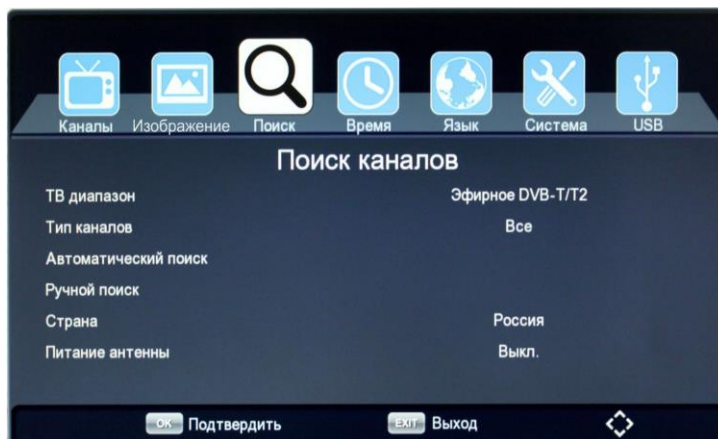 Каналы Изображение Поиск Время Язык Система USB
Поиск каналов
ТВ диапазон Эфирное DVB-T/T2
Тип каналов Все
Автоматический поиск
Ручной поиск
Страна Россия
Питание антенны Выкл.
OK Подтвердить EXIT Выход